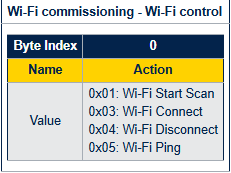 Wi-Fi commissioning - Wi-Fi control
Byte Index 0
Name Action
Value
0x01: Wi-Fi Start Scan
0x03: Wi-Fi Connect
0x04: Wi-Fi Disconnect
0x05: Wi-Fi Ping